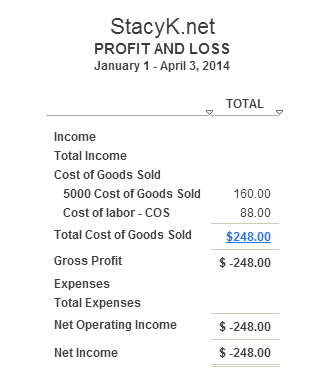 StacyK.net
PROFIT AND LOSS
January 1 - April 3, 2014
TOTAL
Income
Total Income
Cost of Goods Sold
5000 Cost of Goods Sold 160.00
Cost of labor - COS 88.00
Total Cost of Goods Sold $248.00
Gross Profit $ -248.00
Expenses
Total Expenses
Net Operating Income $ -248.00
Net Income $ -248.00